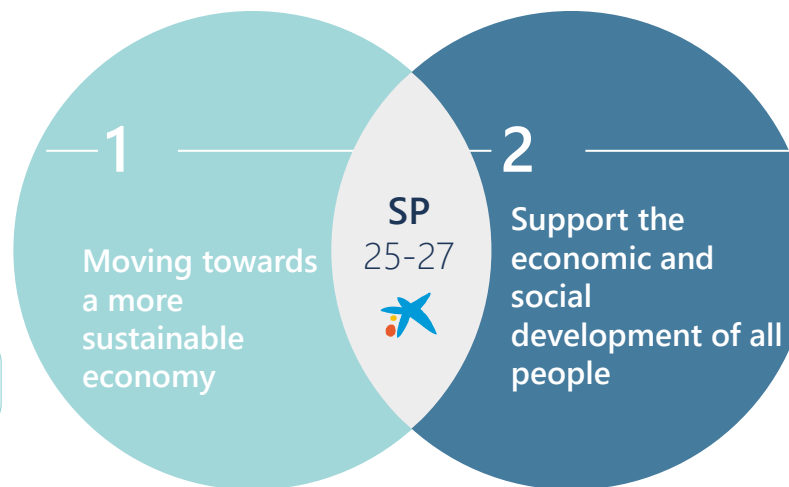 1
Moving towards
a more
sustainable
economy
SP
25-27
2
Support the
economic and
social
development of all
people